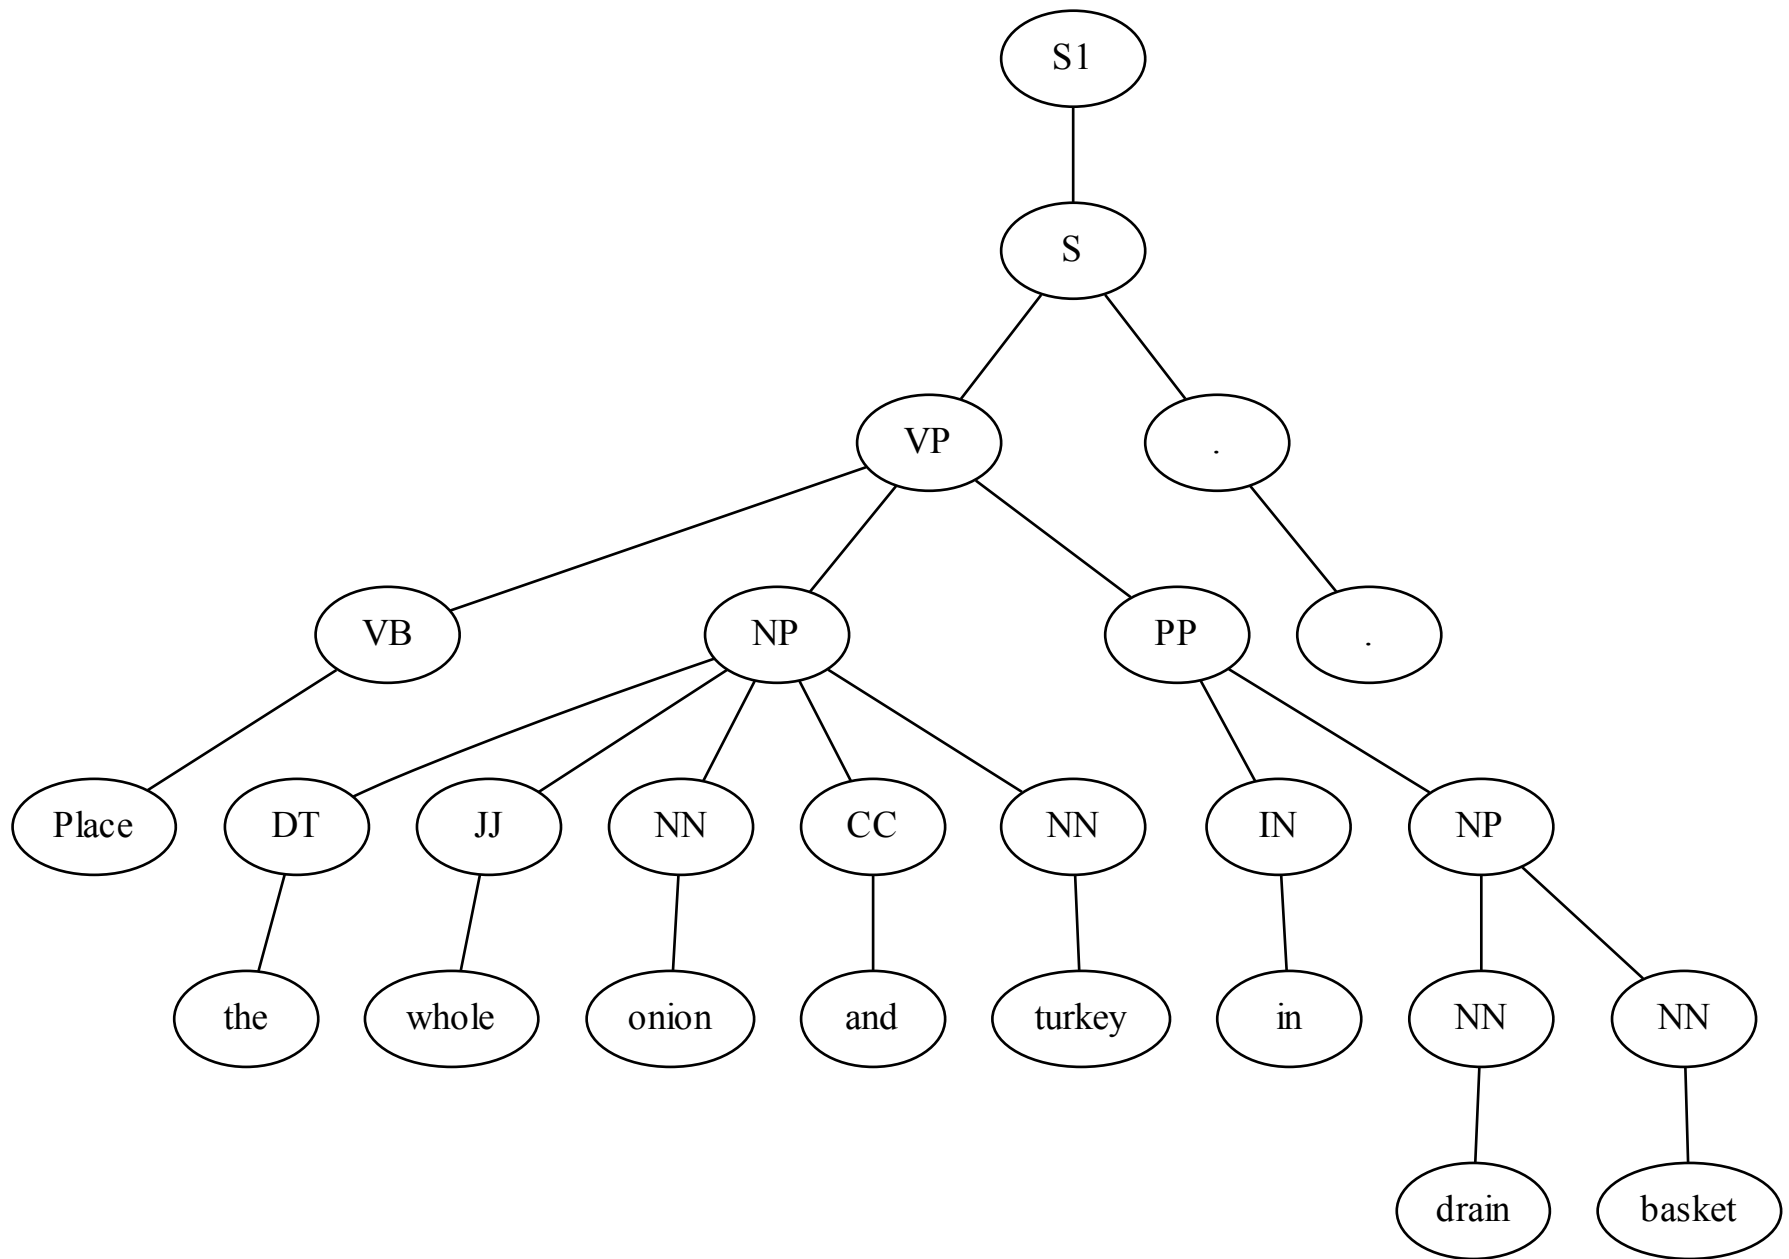 S1
S
VP .
VB NP PP .
Place DT JJ NN CC NN IN NP
the whole onion and turkey in NN NN
drain basket